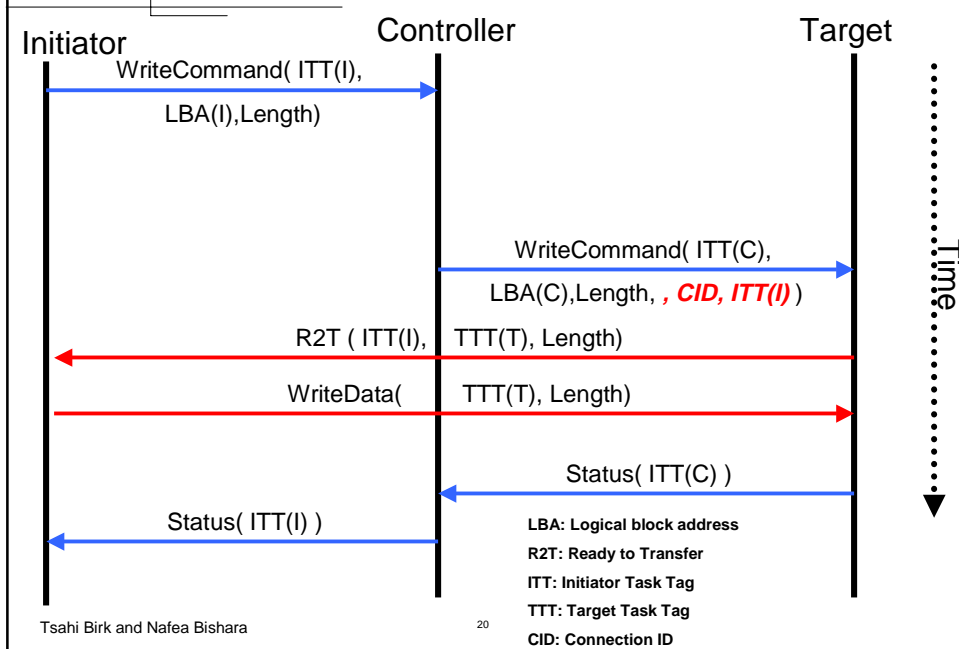 Initiator
Controller
Target
WriteCommand( ITT(I),
LBA(I),Length)
WriteCommand( ITT(C),
LBA(C),Length, , CID, ITT(I) )
Time
R2T ( ITT(I), TTT(T), Length)
WriteData( TTT(T), Length)
Status( ITT(C) )
Status( ITT(I) )
LBA: Logical block address
R2T: Ready to Transfer
ITT: Initiator Task Tag
TTT: Target Task Tag
CID: Connection ID
Tsahi Birk and Nafea Bishara
20